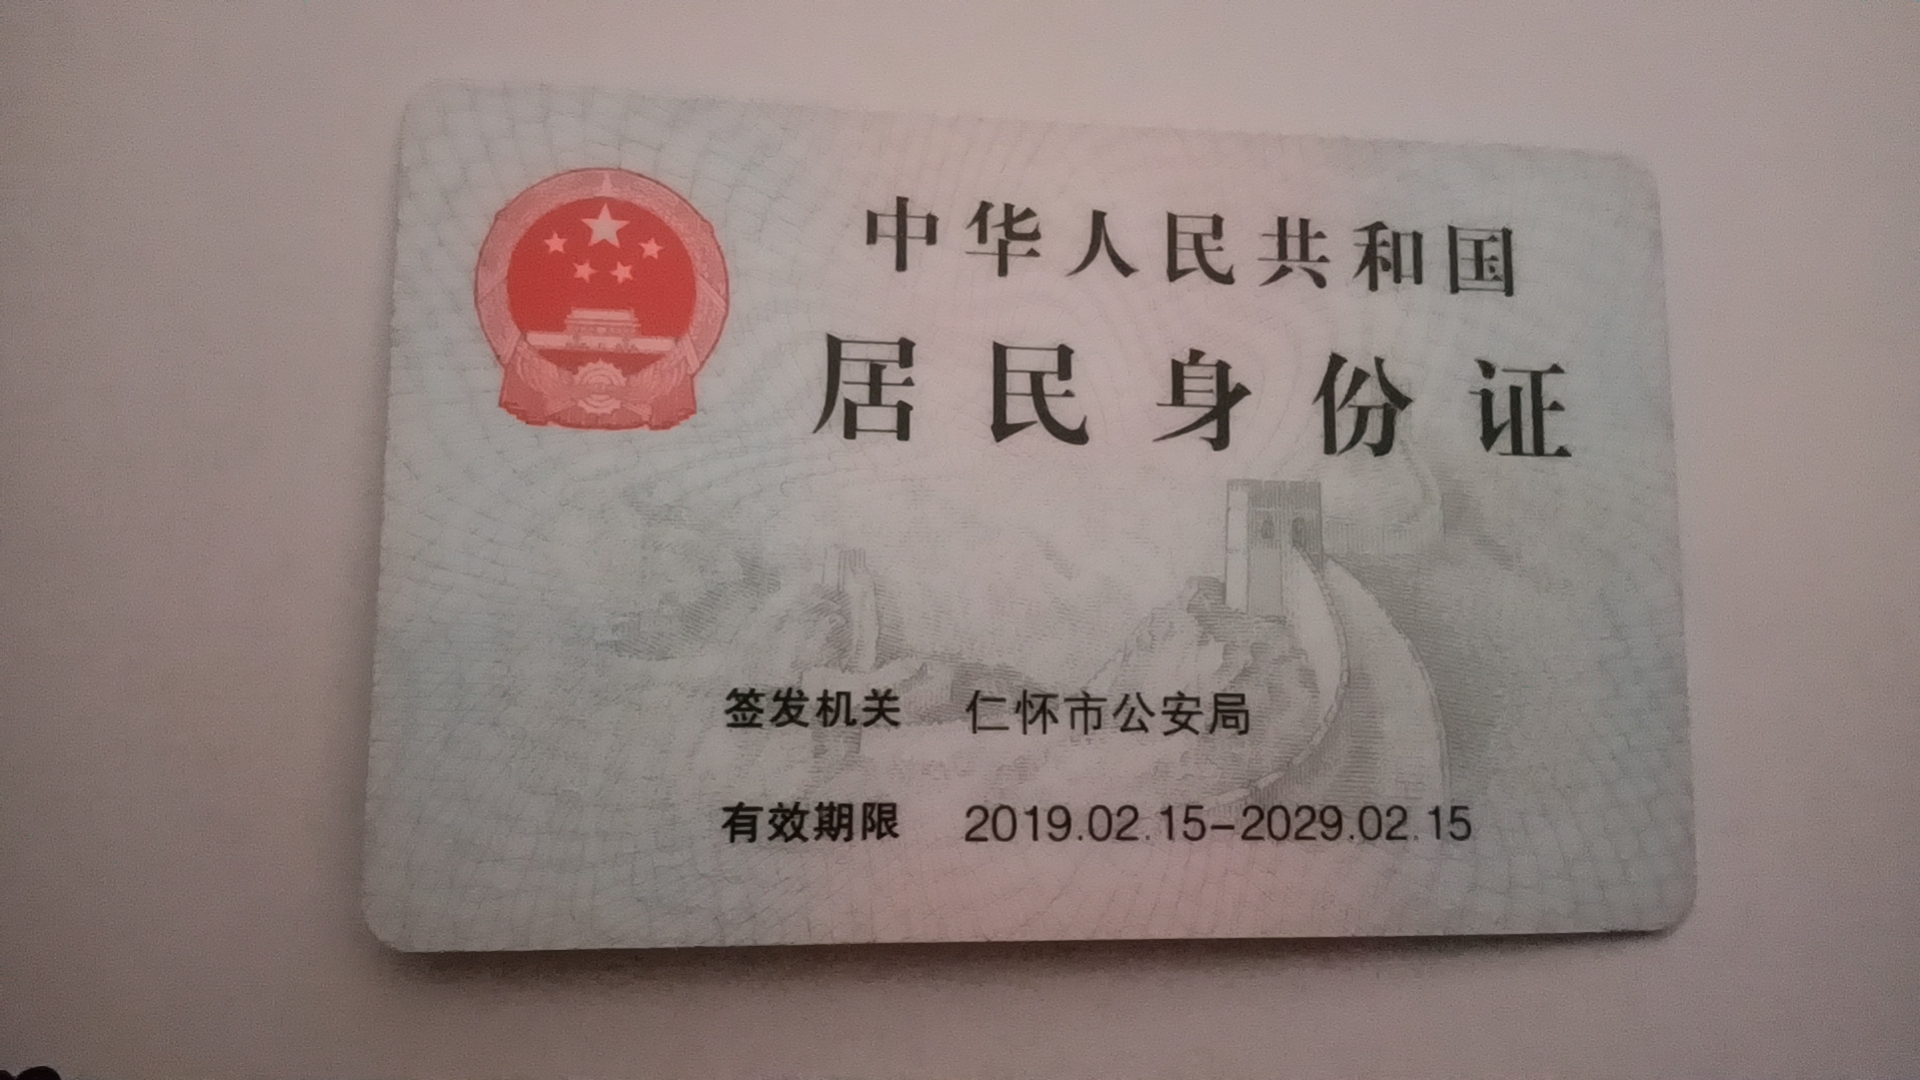 中华人民共和国
居民身份证
签发机关 仁怀市公安局
有效期限 2019.02.15-2029.02.15